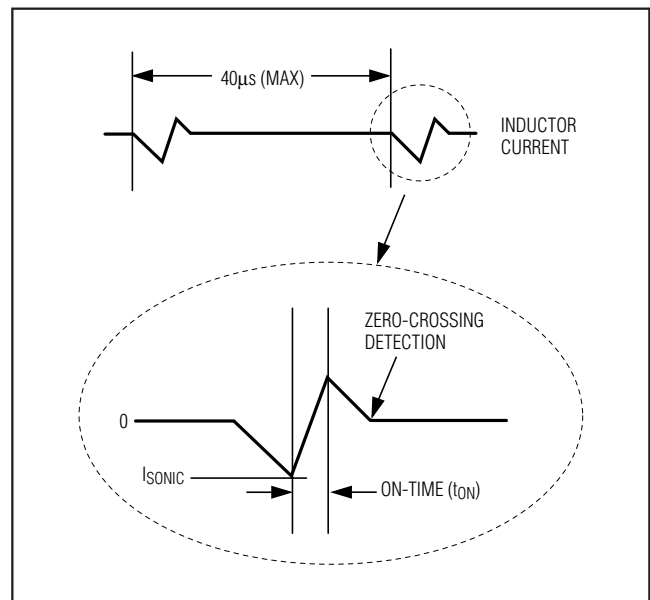 40μs (MAX)
INDUCTOR
CURRENT
ZERO-CROSSING
DETECTION
0
ISONIC
ON-TIME (tON)